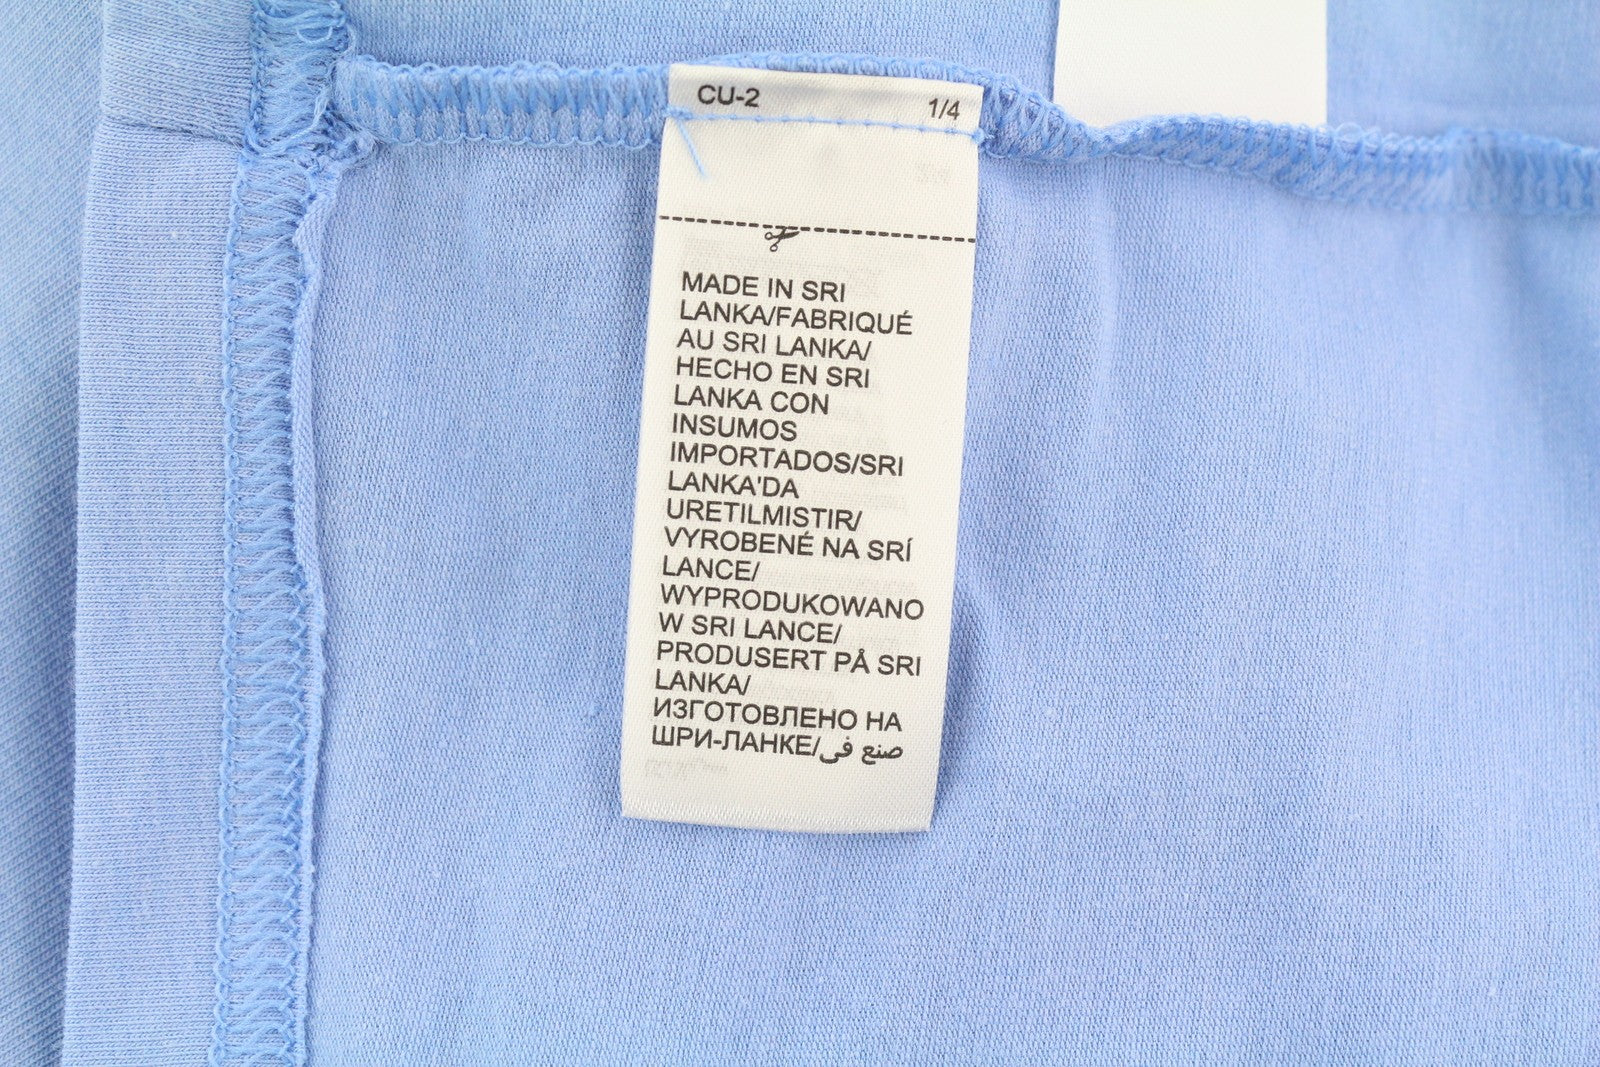 CU-2 1/4
MADE IN SRI
LANKA/FABRIQUÉ
AU SRI LANKA/
HECHO EN SRI
LANKA CON
INSUMOS
IMPORTADOS/SRI
LANKA'DA
URETILMISTIR/
VYROBENÉ NA SRÍ
LANCE/
WYPRODUKOWANO
W SRI LANCE/
PRODUSERT PÅ SRI
LANKA/
ИЗГОТОВЛЕНО НА
ШРИ-ЛАНКЕ/صنع في